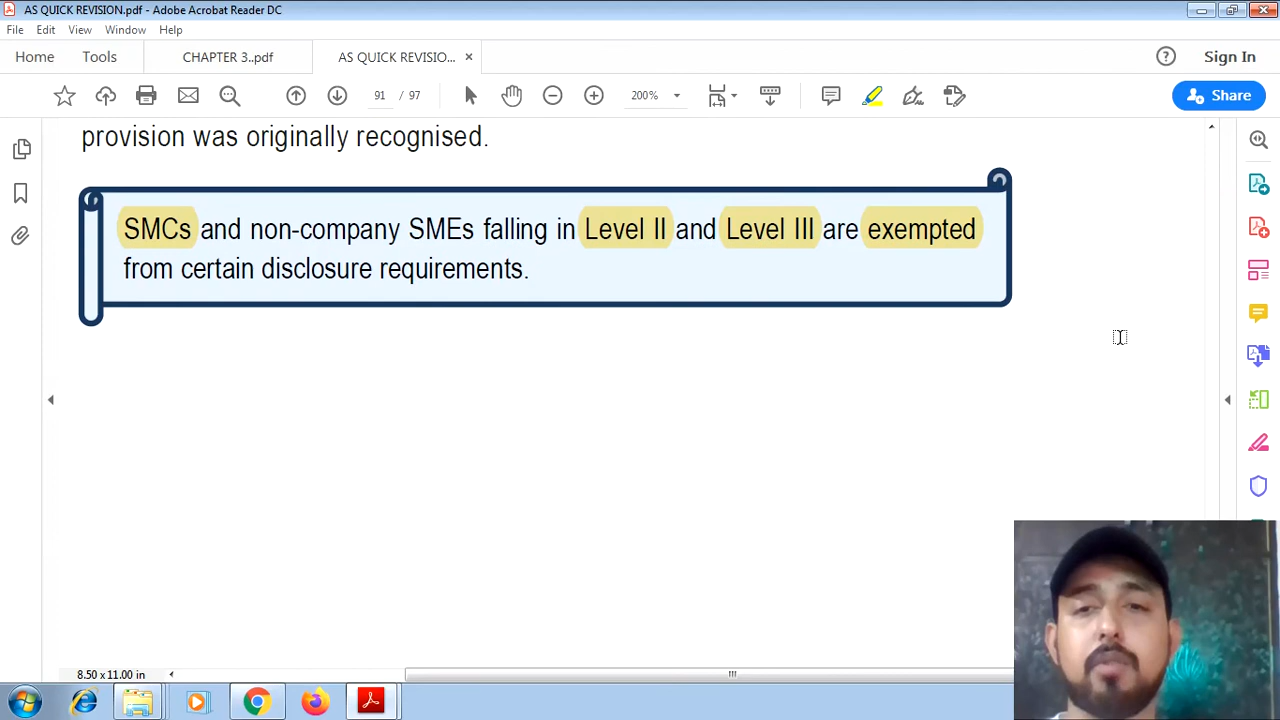 AS QUICK REVISION.pdf - Adobe Acrobat Reader DC
File Edit View Window Help
Home Tools CHAPTER 3..pdf AS QUICK REVISIO... × Sign In
91 / 97 200% Share
provision was originally recognised.
SMCs and non-company SMEs falling in Level II and Level III are exempted
from certain disclosure requirements.
8.50 x 11.00 in